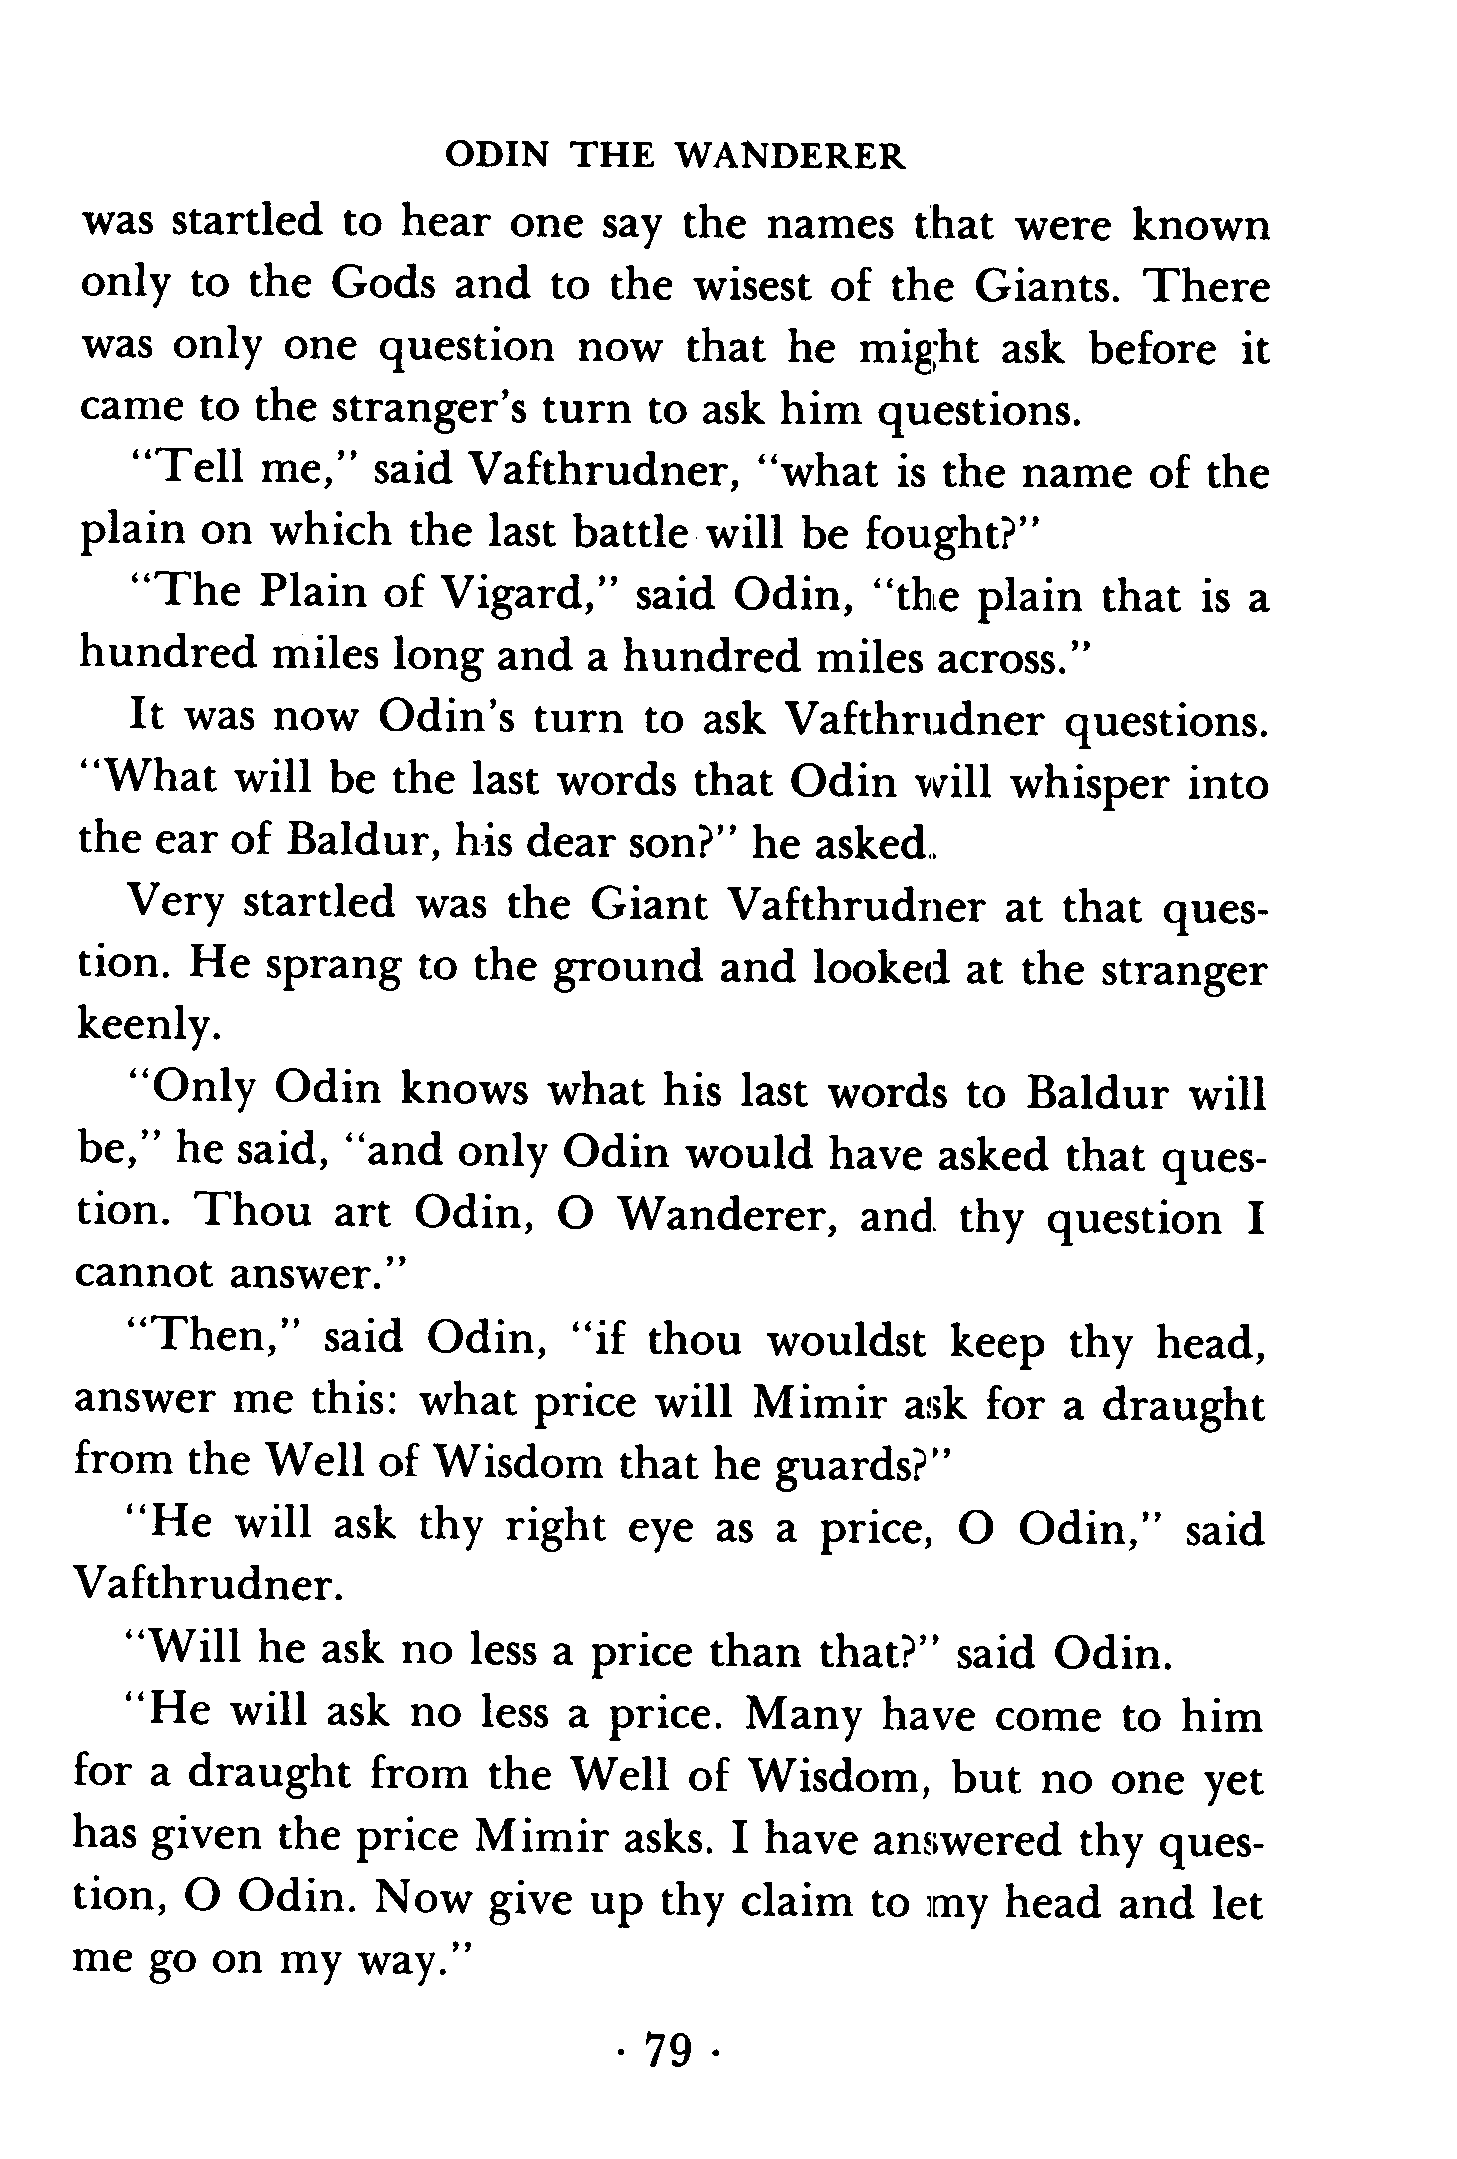 ODIN THE WANDERER
was startled to hear one say the names that were known
only to the Gods and to the wisest of the Giants. There
was only one question now that he might ask before it
came to the stranger's turn to ask him questions.
“Tell me,” said Vafthrudner, “what is the name of the
plain on which the last battle will be fought?”
“The Plain of Vigard,” said Odin, “the plain that is a
hundred miles long and a hundred miles across.”
It was now Odin's turn to ask Vafthrudner questions.
“What will be the last words that Odin will whisper into
the ear of Baldur, his dear son?” he asked.
Very startled was the Giant Vafthrudner at that ques-
tion. He sprang to the ground and looked at the stranger
keenly.
“Only Odin knows what his last words to Baldur will
be,” he said, “and only Odin would have asked that ques-
tion. Thou art Odin, O Wanderer, and thy question I
cannot answer.”
“Then,” said Odin, “if thou wouldst keep thy head,
answer me this: what price will Mimir ask for a draught
from the Well of Wisdom that he guards?”
“He will ask thy right eye as a price, O Odin,” said
Vafthrudner.
“Will he ask no less a price than that?” said Odin.
“He will ask no less a price. Many have come to him
for a draught from the Well of Wisdom, but no one yet
has given the price Mimir asks. I have answered thy ques-
tion, O Odin. Now give up thy claim to my head and let
me go on my way.”
· 79 ·